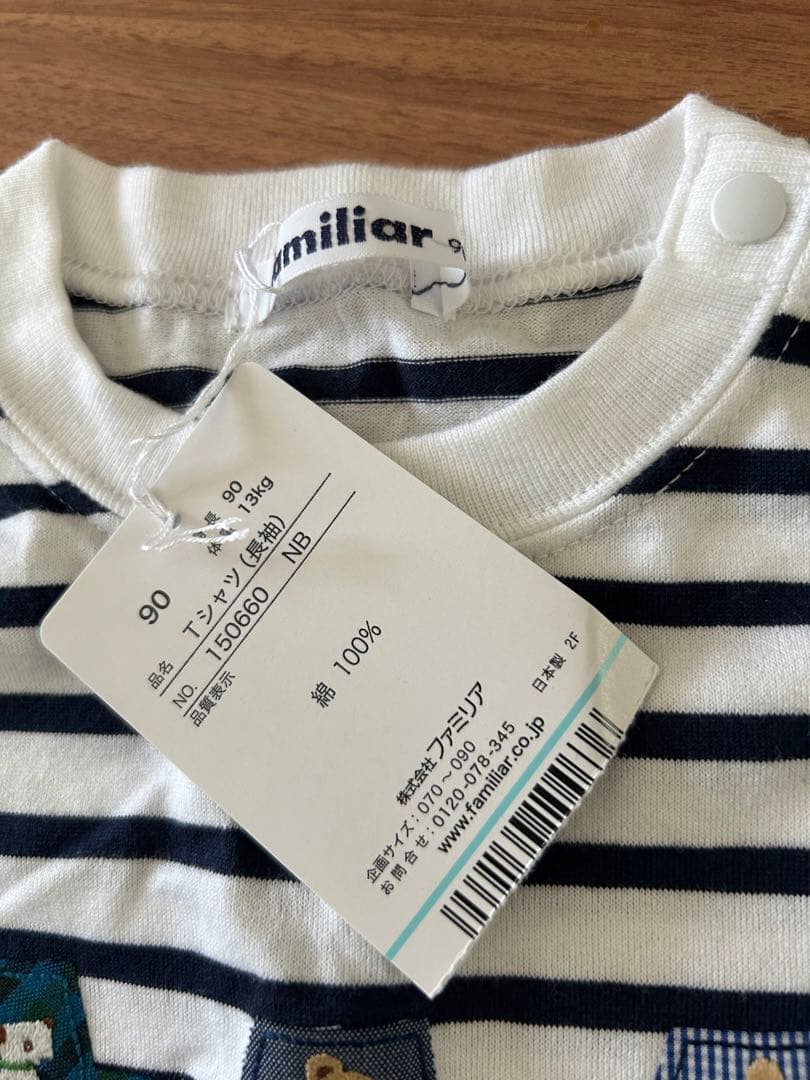 familiar
90
身長 90
体重 13kg
品名 Tシャツ(長袖)
NO. 150660 NB
品質表示
綿 100%
日本製 2F
株式会社 ファミリア
企画サイズ:070~090
お問合せ:0120-078-345
www.familiar.co.jp